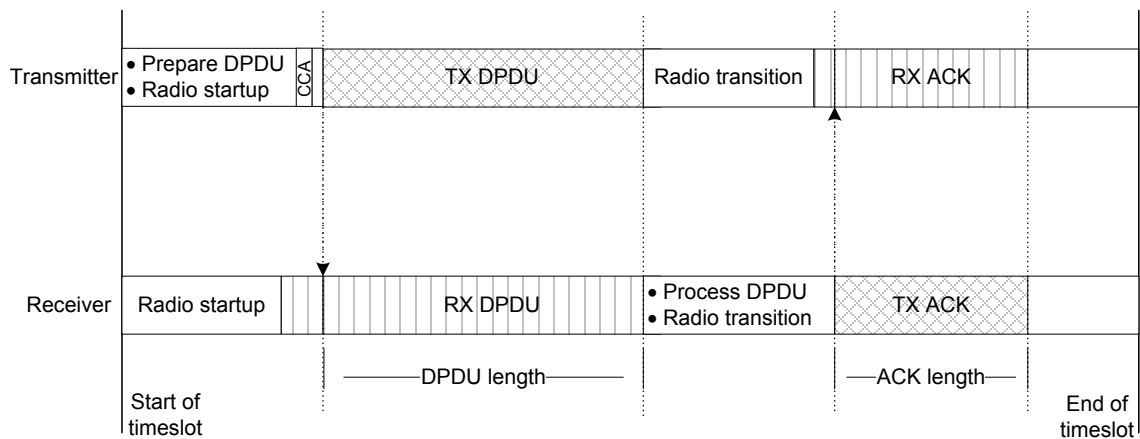 Transmitter
• Prepare DPDU
• Radio startup
CCA
TX DPDU
Radio transition
RX ACK
Receiver
Radio startup
RX DPDU
• Process DPDU
• Radio transition
TX ACK
DPDU length
ACK length
Start of
timeslot
End of
timeslot